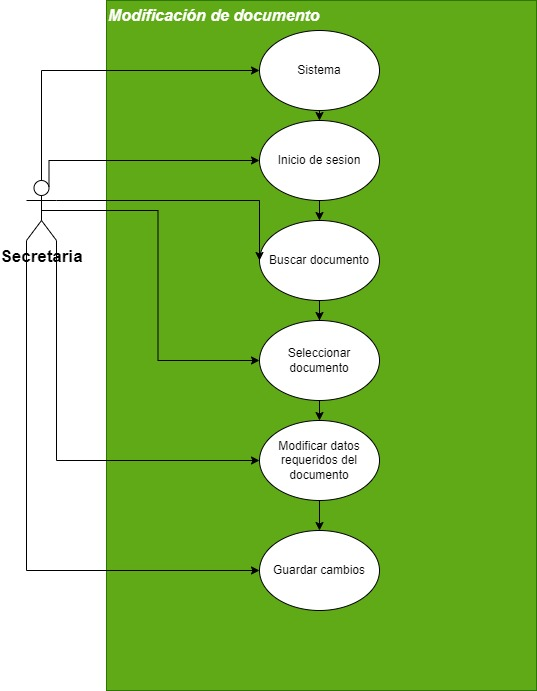 Modificación de documento
Sistema
Inicio de sesion
Secretaria
Buscar documento
Seleccionar
documento
Modificar datos
requeridos del
documento
Guardar cambios